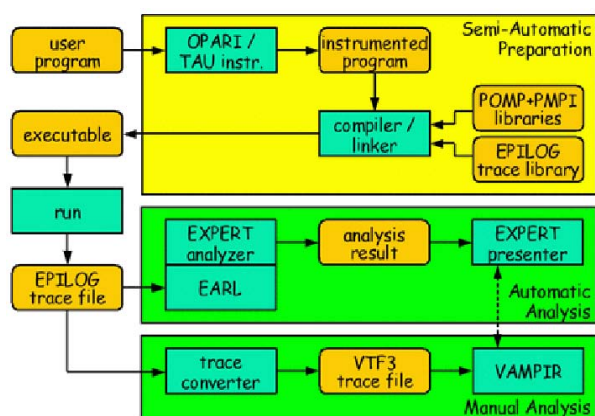 user
program
OPARI /
TAU instr.
instrumented
program
Semi-Automatic
Preparation
executable
compiler /
linker
POMP+PMPI
libraries
EPILOG
trace library
run
EXPERT
analyzer
EARL
analysis
result
EXPERT
presenter
EPILOG
trace file
Automatic
Analysis
trace
converter
VTF3
trace file
VAMPIR
Manual Analysis